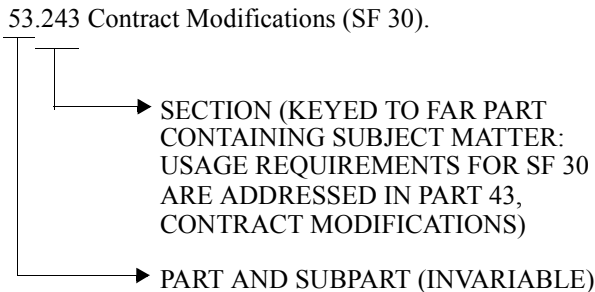 53.243 Contract Modifications (SF 30).
SECTION (KEYED TO FAR PART
CONTAINING SUBJECT MATTER:
USAGE REQUIREMENTS FOR SF 30
ARE ADDRESSED IN PART 43,
CONTRACT MODIFICATIONS)
PART AND SUBPART (INVARIABLE)